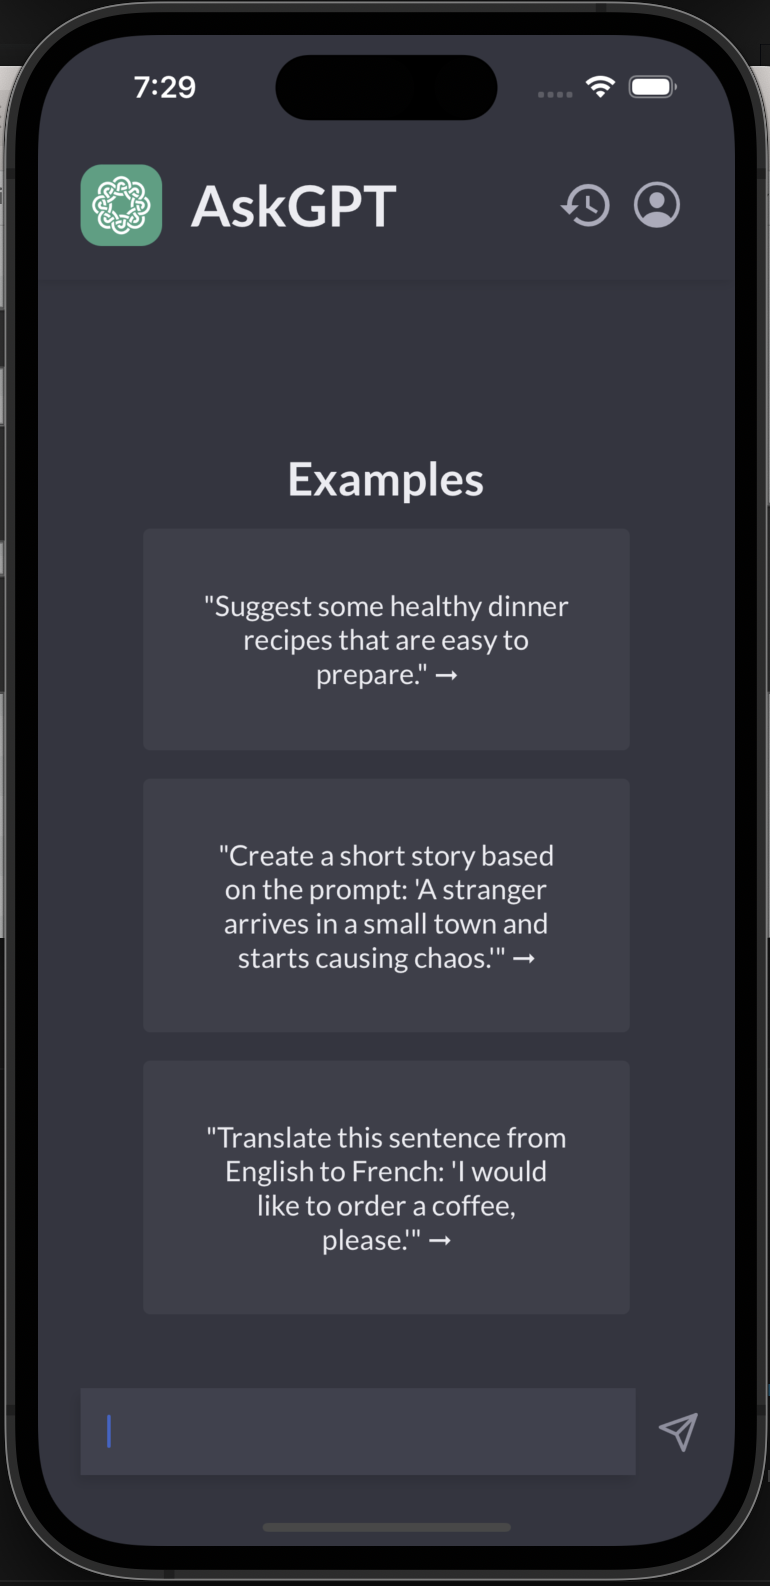 7:29
AskGPT
Examples
"Suggest some healthy dinner
recipes that are easy to
prepare." →
"Create a short story based
on the prompt: 'A stranger
arrives in a small town and
starts causing chaos.'" →
"Translate this sentence from
English to French: 'I would
like to order a coffee,
please.'" →